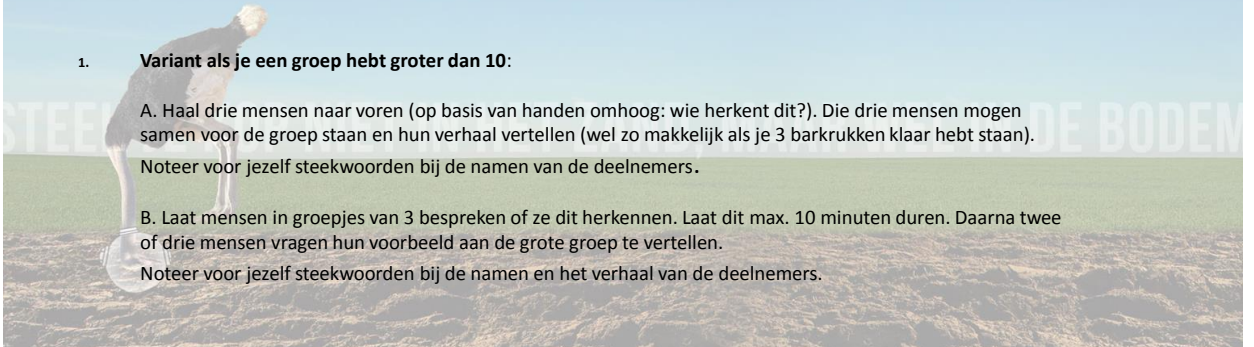 1. Variant als je een groep hebt groter dan 10:
A. Haal drie mensen naar voren (op basis van handen omhoog: wie herkent dit?). Die drie mensen mogen
samen voor de groep staan en hun verhaal vertellen (wel zo makkelijk als je 3 barkrukken klaar hebt staan).
Noteer voor jezelf steekwoorden bij de namen van de deelnemers.
B. Laat mensen in groepjes van 3 bespreken of ze dit herkennen. Laat dit max. 10 minuten duren. Daarna twee
of drie mensen vragen hun voorbeeld aan de grote groep te vertellen.
Noteer voor jezelf steekwoorden bij de namen en het verhaal van de deelnemers.
DE BODEM